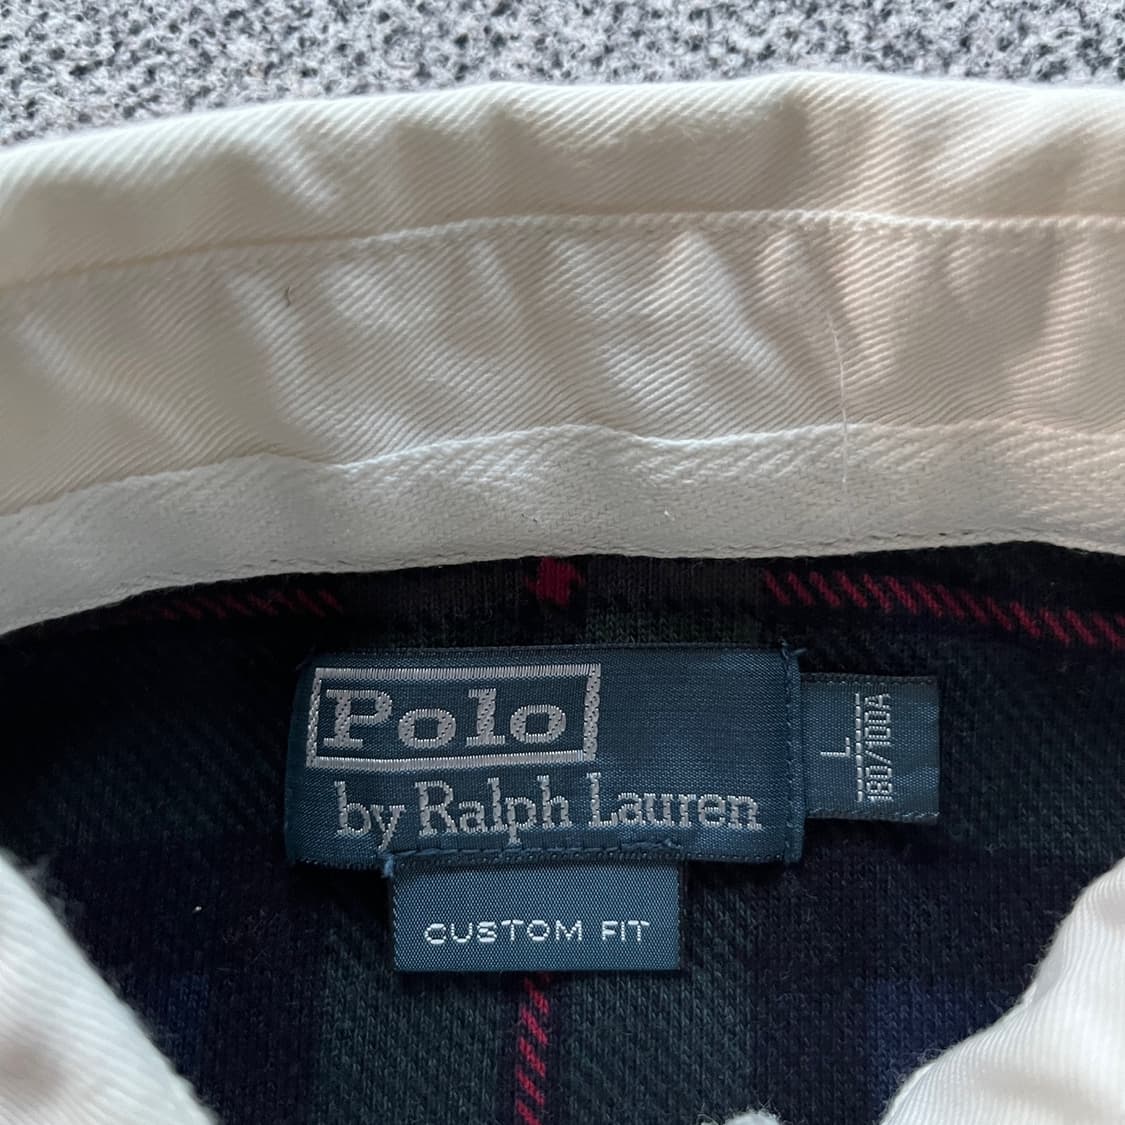 Polo
by Ralph Lauren
L
180/100A
CUSTOM FIT